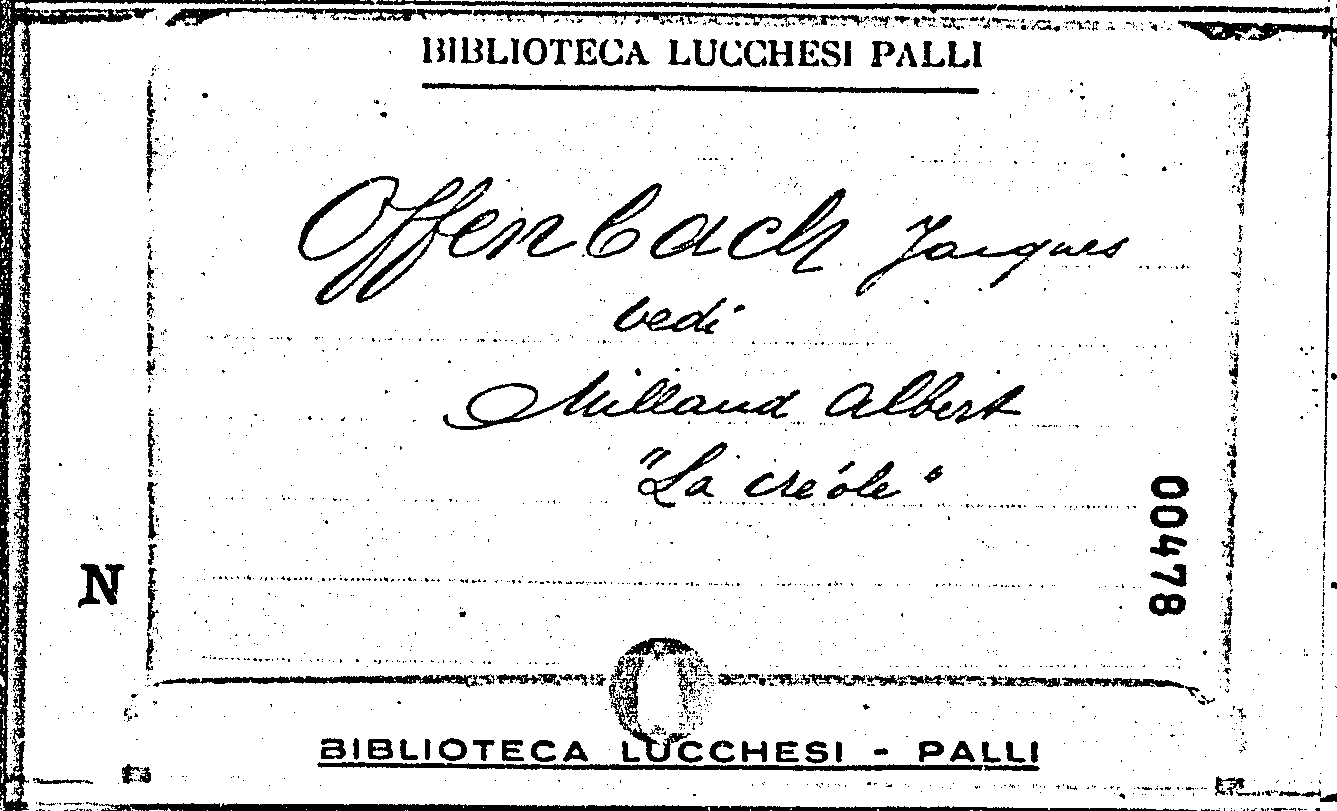 BIBLIOTECA LUCCHESI PALLI
Offenbach Jacques
vedi
Millaud Albert
"La créole"
00478
N
BIBLIOTECA LUCCHESI - PALLI